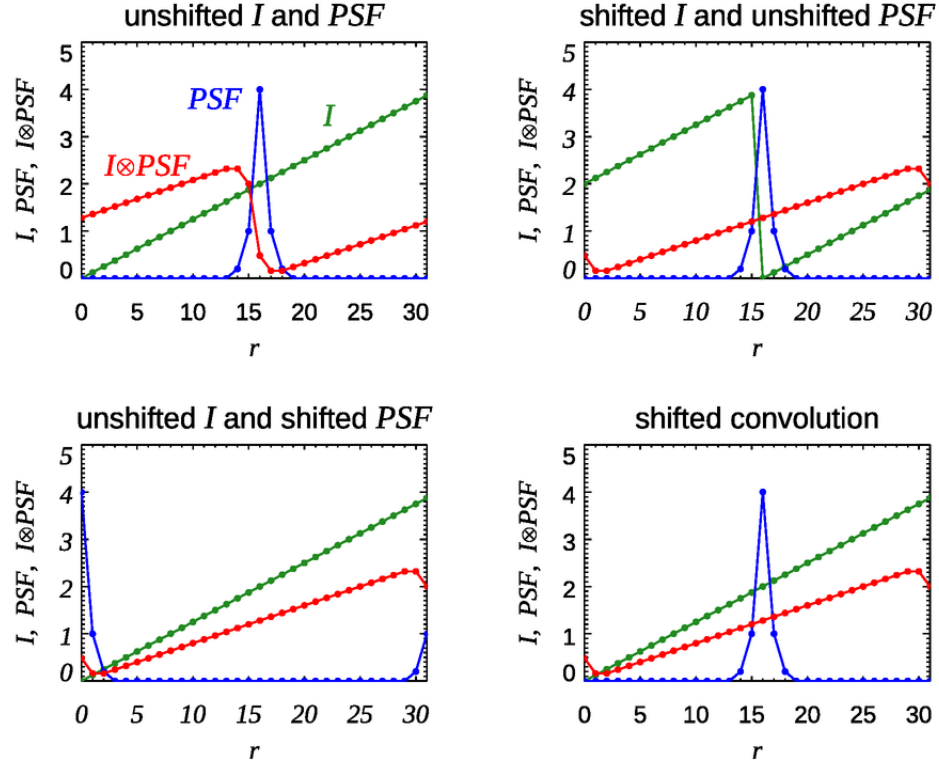 unshifted I and PSF
I, PSF, I⊗PSF
5
4
3
2
1
0
PSF
I
I⊗PSF
0 5 10 15 20 25 30
r
shifted I and unshifted PSF
I, PSF, I⊗PSF
5
4
3
2
1
0
0 5 10 15 20 25 30
r
unshifted I and shifted PSF
I, PSF, I⊗PSF
5
4
3
2
1
0
0 5 10 15 20 25 30
r
shifted convolution
I, PSF, I⊗PSF
5
4
3
2
1
0
0 5 10 15 20 25 30
r